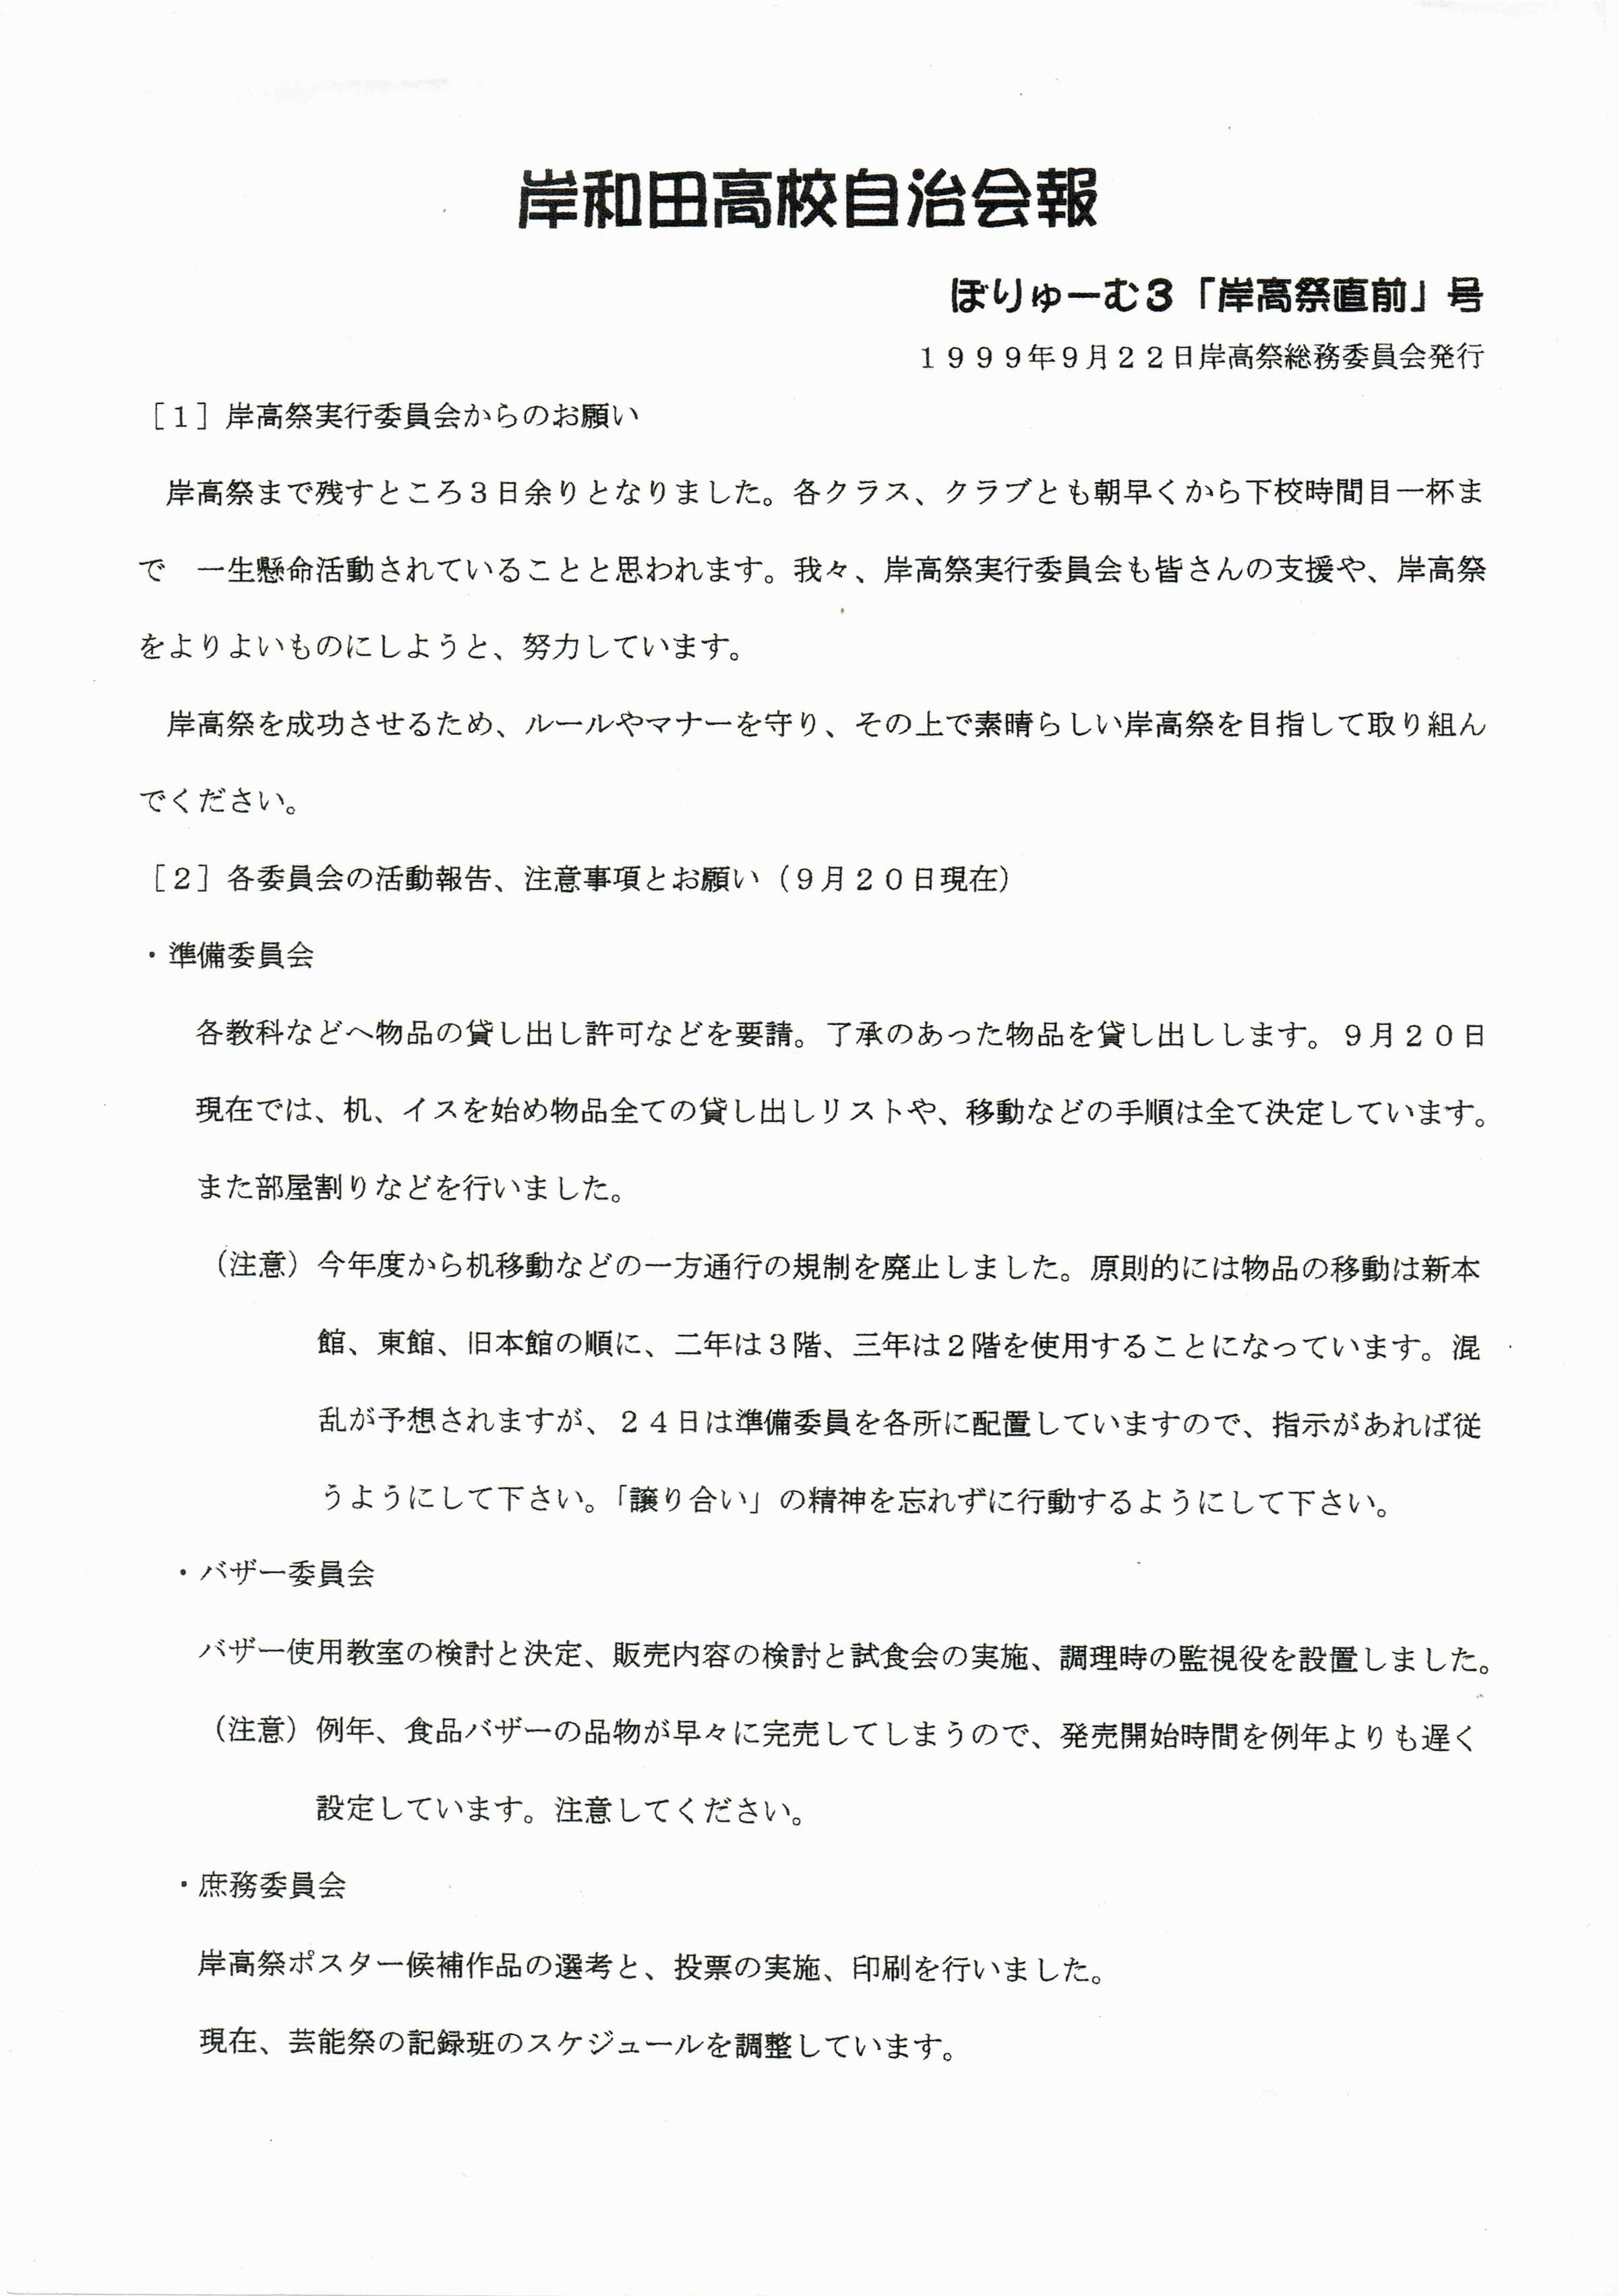 岸和田高校自治会報
ぼりゅーむ３「岸高祭直前」号
１９９９年９月２２日岸高祭総務委員会発行
［１］岸高祭実行委員会からのお願い
岸高祭まで残すところ３日余りとなりました。各クラス、クラブとも朝早くから下校時間目一杯ま
で　一生懸命活動されていることと思われます。我々、岸高祭実行委員会も皆さんの支援や、岸高祭
をよりよいものにしようと、努力しています。
岸高祭を成功させるため、ルールやマナーを守り、その上で素晴らしい岸高祭を目指して取り組ん
でください。
［２］各委員会の活動報告、注意事項とお願い（９月２０日現在）
・準備委員会
各教科などへ物品の貸し出し許可などを要請。了承のあった物品を貸し出しします。９月２０日
現在では、机、イスを始め物品全ての貸し出しリストや、移動などの手順は全て決定しています。
また部屋割りなどを行いました。
（注意）今年度から机移動などの一方通行の規制を廃止しました。原則的には物品の移動は新本
館、東館、旧本館の順に、二年は３階、三年は２階を使用することになっています。混
乱が予想されますが、２４日は準備委員を各所に配置していますので、指示があれば従
うようにして下さい。「譲り合い」の精神を忘れずに行動するようにして下さい。
・バザー委員会
バザー使用教室の検討と決定、販売内容の検討と試食会の実施、調理時の監視役を設置しました。
（注意）例年、食品バザーの品物が早々に完売してしまうので、発売開始時間を例年よりも遅く
設定しています。注意してください。
・庶務委員会
岸高祭ポスター候補作品の選考と、投票の実施、印刷を行いました。
現在、芸能祭の記録班のスケジュールを調整しています。